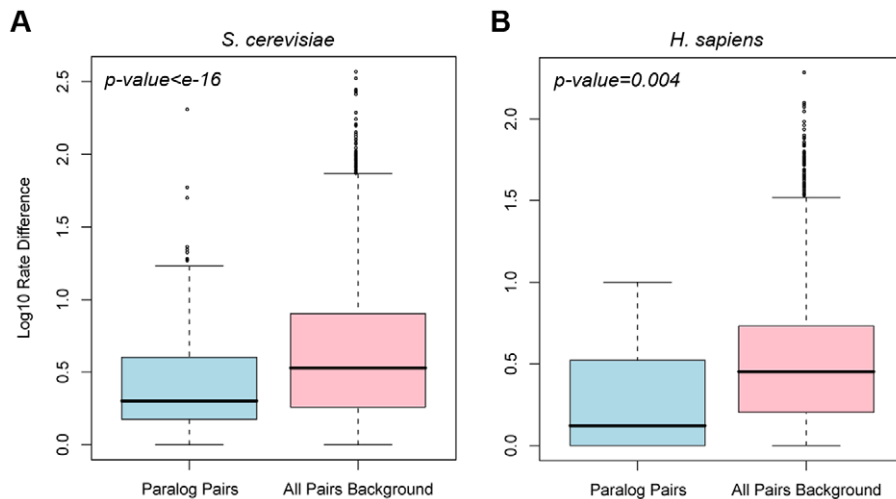 A
S. cerevisiae
p-value<e-16
Log10 Rate Difference
2.5
2.0
1.5
1.0
0.5
0.0
Paralog Pairs
All Pairs Background
B
H. sapiens
p-value=0.004
2.0
1.5
1.0
0.5
0.0
Paralog Pairs
All Pairs Background